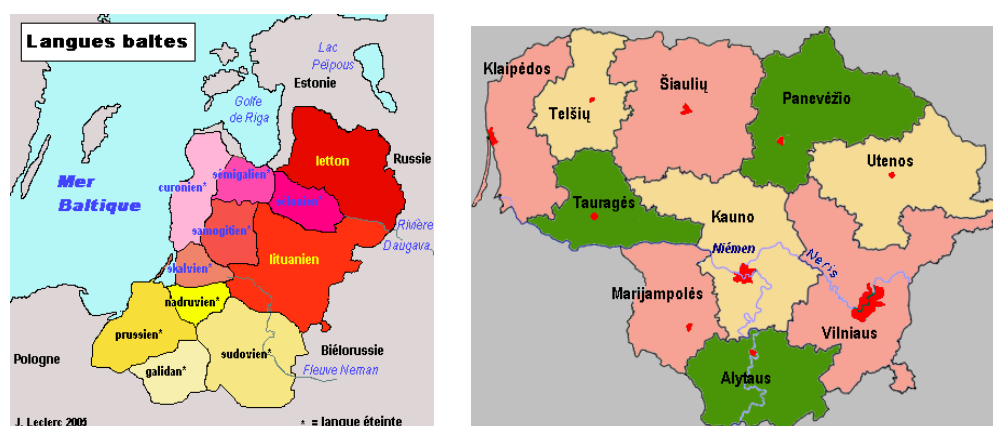 Langues baltes
Lac
Peïpous
Estonie
Golfe
de Riga
letton
Russie
sémigalien*
curonien*
sélonien*
Mer
Baltique
samogitien*
Rivière
Daugava
lituanien
skalvien*
nadruvien*
prussien*
sudovien*
Biélorussie
Pologne
galidan*
Fleuve Neman
J. Leclerc 2005
* = langue éteinte
Klaipėdos
Telšių
Šiaulių
Panevėžio
Utenos
Tauragės
Kauno
Niémen
Neris
Marijampolės
Vilniaus
Alytaus